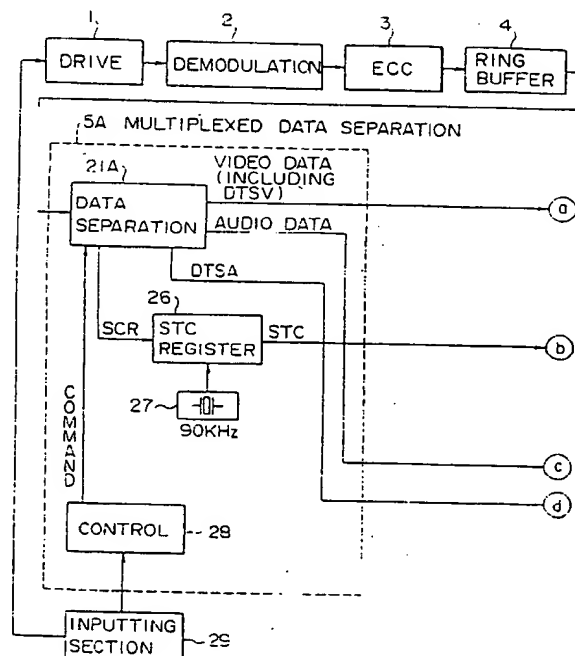 1 2 3 4
DRIVE
DEMODULATION
ECC
RING
BUFFER
5A MULTIPLEXED DATA SEPARATION
21A
VIDEO DATA
(INCLUDING
DTSV)
DATA
SEPARATION
a
AUDIO DATA
DTSA
26
SCR
STC
REGISTER
STC
b
27
90KHz
COMMAND
c
d
CONTROL
28
INPUTTING
SECTION
29